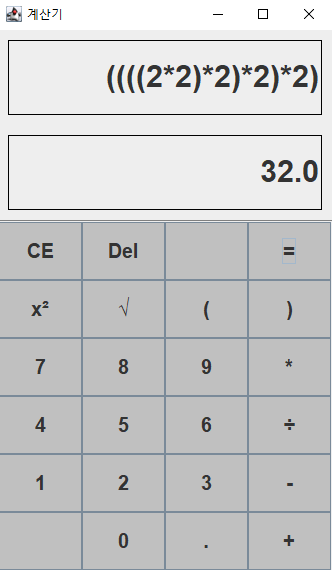 계산기
((((2*2)*2)*2)*2)
32.0
CE Del =
x² √ ( )
7 8 9 *
4 5 6 ÷
1 2 3 -
0 . +